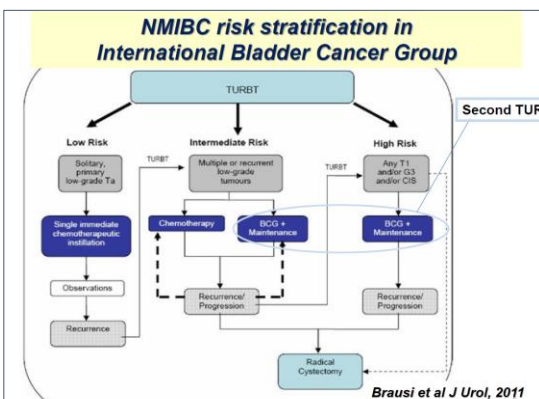 NMIBC risk stratification in
International Bladder Cancer Group
TURBT
Second TUR
Low Risk
Intermediate Risk
High Risk
Solitary,
primary
low-grade Ta
TURBT
Multiple or recurrent
low-grade
tumours
TURBT
Any T1
and/or G3
and/or CIS
Single immediate
chemotherapeutic
instillation
Chemotherapy
BCG +
Maintenance
BCG +
Maintenance
Observations
Recurrence
Recurrence/
Progression
Recurrence/
Progression
Radical
Cystectomy
Brausi et al J Urol, 2011